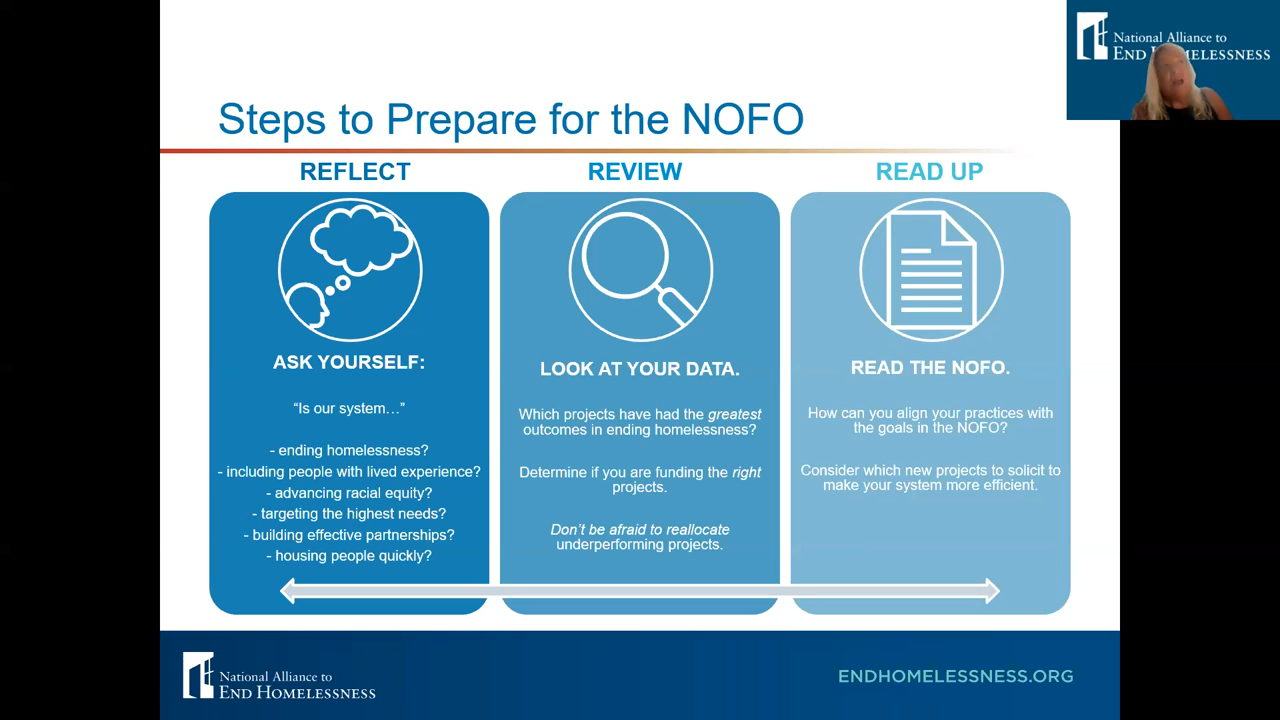 National Alliance to
END HOMELESSNESS
Steps to Prepare for the NOFO
REFLECT
ASK YOURSELF:
“Is our system…”
- ending homelessness?
- including people with lived experience?
- advancing racial equity?
- targeting the highest needs?
- building effective partnerships?
- housing people quickly?
REVIEW
LOOK AT YOUR DATA.
Which projects have had the greatest
outcomes in ending homelessness?
Determine if you are funding the right
projects.
Don’t be afraid to reallocate
underperforming projects.
READ UP
READ THE NOFO.
How can you align your practices with
the goals in the NOFO?
Consider which new projects to solicit to
make your system more efficient.
National Alliance to
END HOMELESSNESS
ENDHOMELESSNESS.ORG